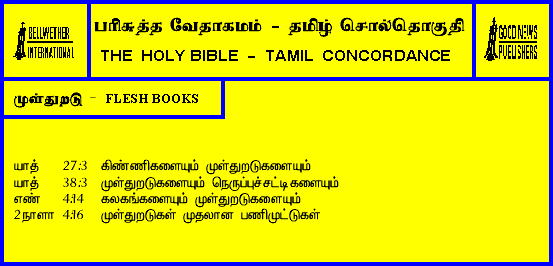 BELLWETHER
INTERNATIONAL
பரிசுத்த வேதாகமம் - தமிழ் சொல்தொகுதி
THE HOLY BIBLE - TAMIL CONCORDANCE
GOOD NEWS
PUBLISHERS
முள்துறடு - FLESH BOOKS
யாத் 27:3 கிண்ணிகளையும் முள்துறடுகளையும்
யாத் 38:3 முள்துறடுகளையும் நெருப்புச்சட்டிகளையும்
எண் 4:14 கலகங்களையும் முள்துறடுகளையும்
2நாளா 4:16 முள்துறடுகள் முதலான பணிமுட்டுகள்